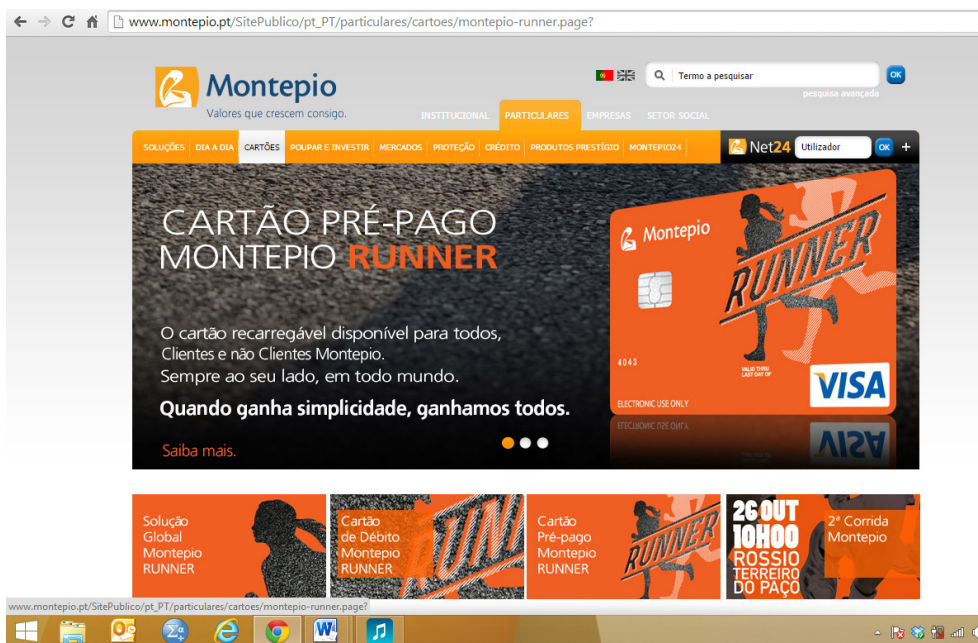 www.montepio.pt/SitePublico/pt_PT/particulares/cartoes/montepio-runner.page?
Montepio
Valores que crescem consigo.
Termo a pesquisar
OK
pesquisa avançada
INSTITUCIONAL PARTICULARES EMPRESAS SETOR SOCIAL
SOLUÇÕES DIA A DIA CARTÕES POUPAR E INVESTIR MERCADOS PROTEÇÃO CRÉDITO PRODUTOS PRESTÍGIO MONTEPIO24
Net24 Utilizador OK +
CARTÃO PRÉ-PAGO
MONTEPIO RUNNER
O cartão recarregável disponível para todos,
Clientes e não Clientes Montepio.
Sempre ao seu lado, em todo mundo.
Quando ganha simplicidade, ganhamos todos.
Saiba mais.
Montepio
RUNNER
4043
VALID THRU
LAST DAY OF
VISA
ELECTRONIC USE ONLY
Solução
Global
Montepio
RUNNER
Cartão
de Débito
Montepio
RUNNER
Cartão
Pré-pago
Montepio
RUNNER
RUNNER
26 OUT
10H00
ROSSIO
TERREIRO
DO PAÇO
2ª Corrida
Montepio
www.montepio.pt/SitePublico/pt_PT/particulares/cartoes/montepio-runner.page?